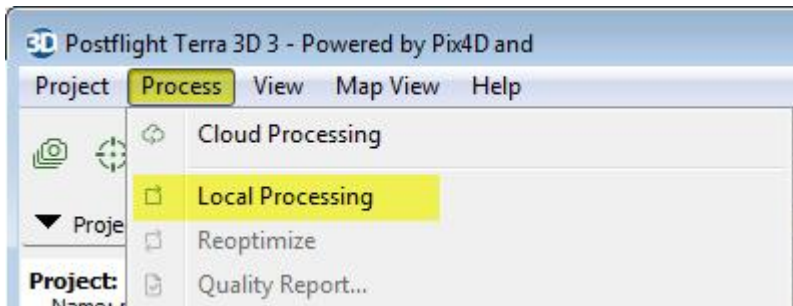 3D Postflight Terra 3D 3 - Powered by Pix4D and
Project Process View Map View Help
Cloud Processing
Local Processing
Proje
Reoptimize
Project:
Quality Report...